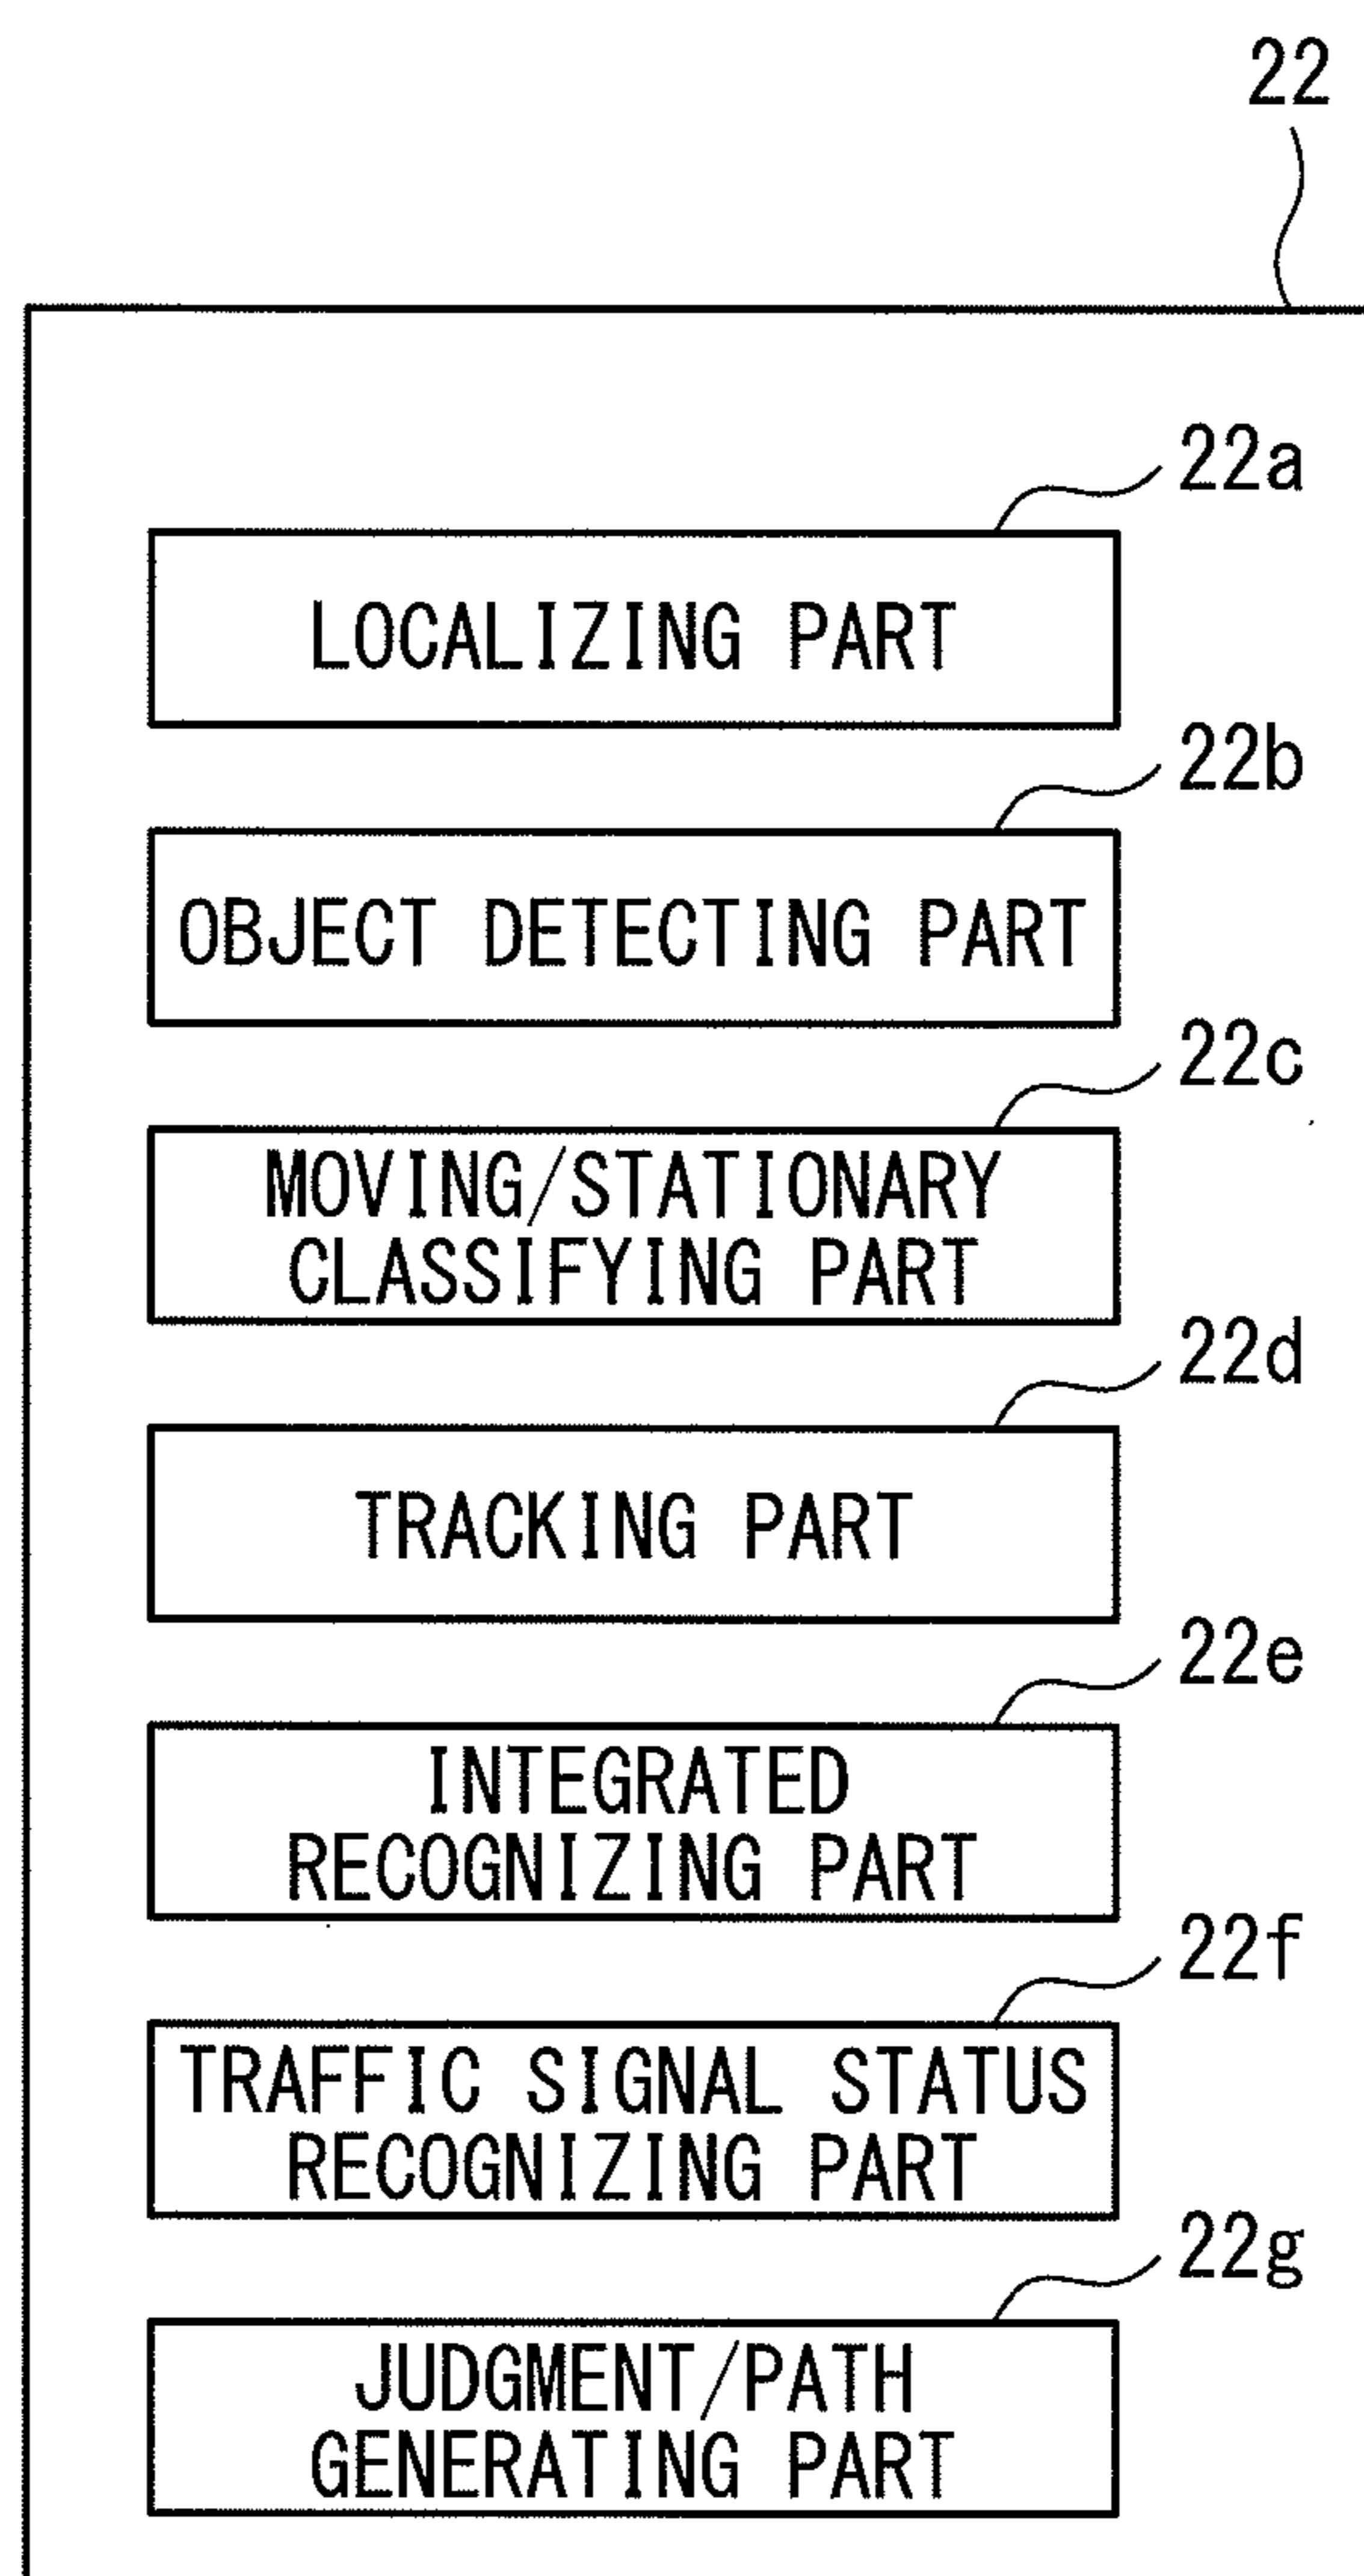 22
22a
LOCALIZING PART
22b
OBJECT DETECTING PART
22c
MOVING/STATIONARY
CLASSIFYING PART
22d
TRACKING PART
22e
INTEGRATED
RECOGNIZING PART
22f
TRAFFIC SIGNAL STATUS
RECOGNIZING PART
22g
JUDGMENT/PATH
GENERATING PART